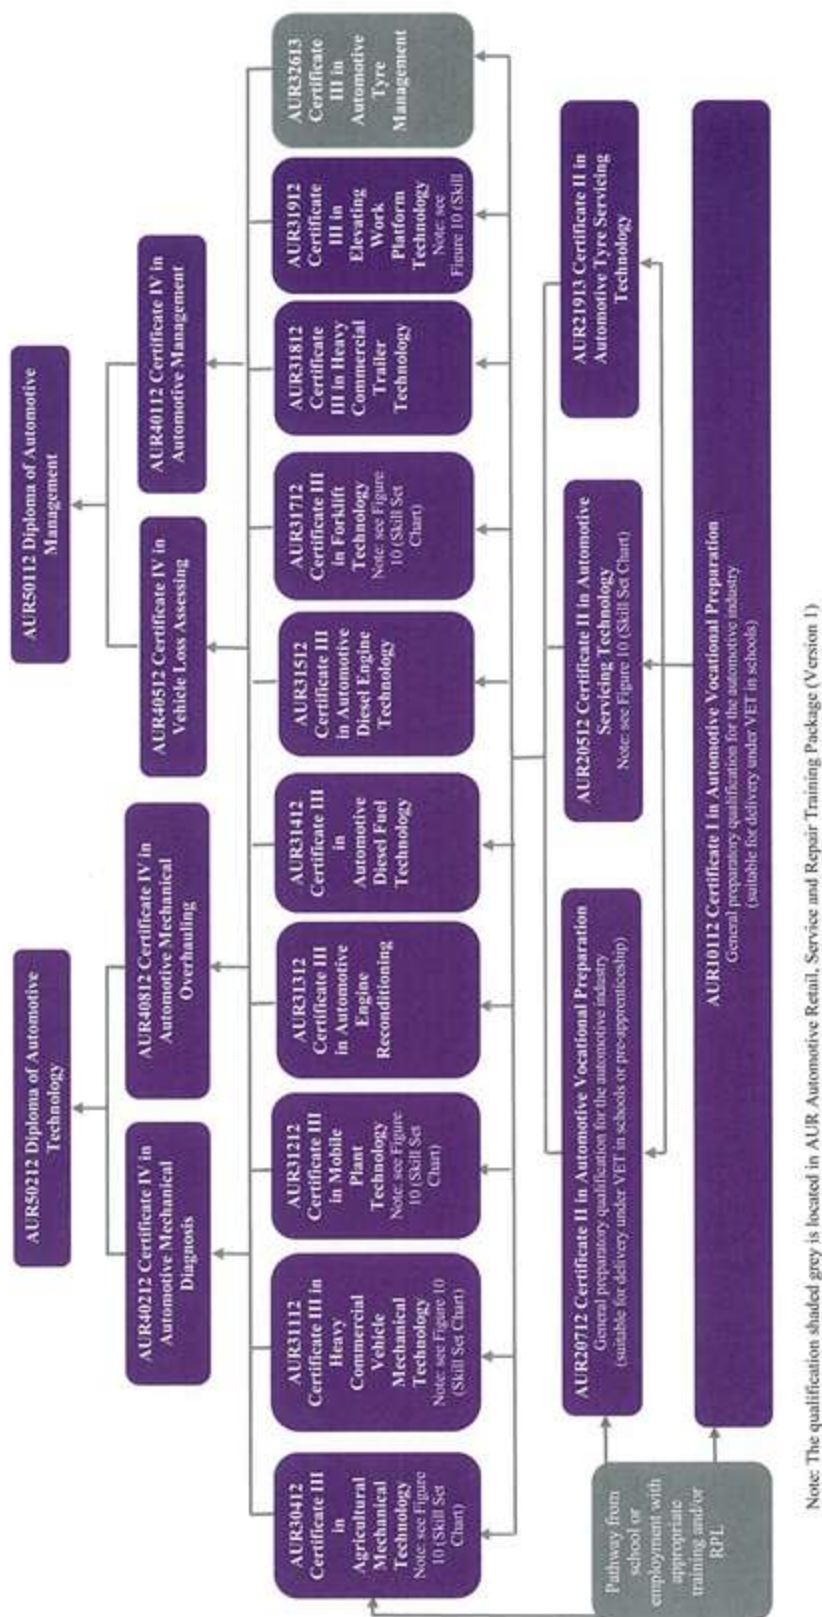 AUR50212 Diploma of Automotive
Technology
AUR50112 Diploma of Automotive
Management
AUR40212 Certificate IV in
Automotive Mechanical
Diagnosis
AUR40812 Certificate IV in
Automotive Mechanical
Overhauling
AUR40512 Certificate IV in
Vehicle Loss Assessing
AUR40112 Certificate IV in
Automotive Management
AUR30412
Certificate III
in
Agricultural
Mechanical
Technology
Note: see Figure
10 (Skill Set
Chart)
AUR31112
Certificate III in
Heavy
Commercial
Vehicle
Mechanical
Technology
Note: see Figure 10
(Skill Set Chart)
AUR31212
Certificate III
in Mobile
Plant
Technology
Note: see Figure
10 (Skill Set
Chart)
AUR31312
Certificate III
in Automotive
Engine
Reconditioning
AUR31412
Certificate III
in
Automotive
Diesel Fuel
Technology
AUR31512
Certificate III
in Automotive
Diesel Engine
Technology
AUR31712
Certificate III
in Forklift
Technology
Note: see Figure
10 (Skill Set
Chart)
AUR31812
Certificate
III in Heavy
Commercial
Trailer
Technology
AUR31912
Certificate
III in
Elevating
Work
Platform
Technology
Note: see
Figure 10 (Skill
AUR32613
Certificate
III in
Automotive
Tyre
Management
AUR20712 Certificate II in Automotive Vocational Preparation
General preparatory qualification for the automotive industry
(suitable for delivery under VET in schools or pre-apprenticeship)
AUR20512 Certificate II in Automotive
Servicing Technology
Note: see Figure 10 (Skill Set Chart)
AUR21913 Certificate II in
Automotive Tyre Servicing
Technology
Pathway from
school or
employment with
appropriate
training and/or
RPL
AUR10112 Certificate I in Automotive Vocational Preparation
General preparatory qualification for the automotive industry
(suitable for delivery under VET in schools)
Note: The qualification shaded grey is located in AUR Automotive Retail, Service and Repair Training Package (Version 1)